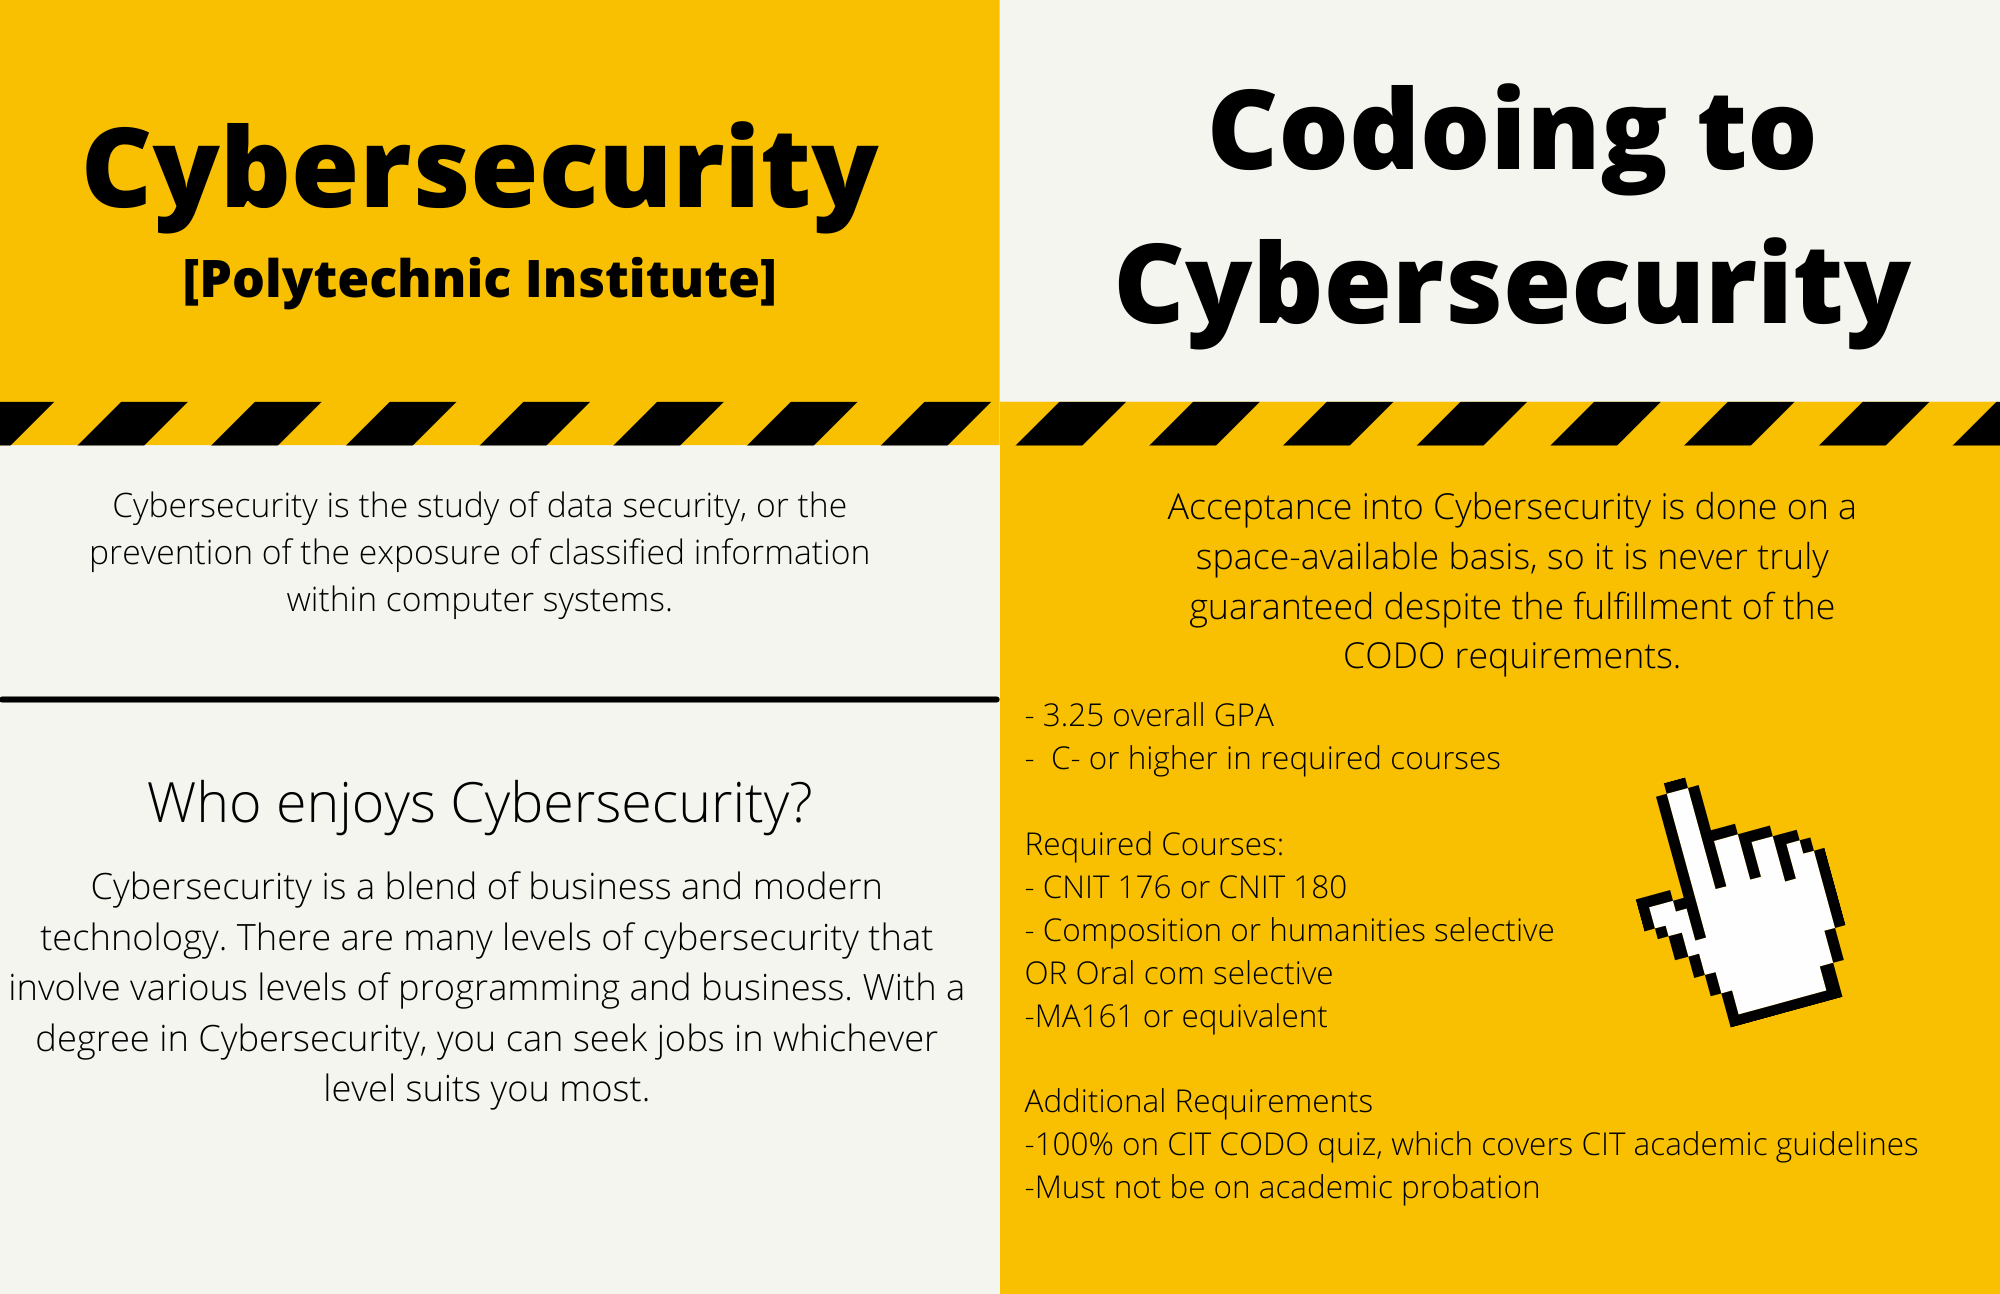 Cybersecurity
[Polytechnic Institute]
Cybersecurity is the study of data security, or the
prevention of the exposure of classified information
within computer systems.
Who enjoys Cybersecurity?
Cybersecurity is a blend of business and modern
technology. There are many levels of cybersecurity that
involve various levels of programming and business. With a
degree in Cybersecurity, you can seek jobs in whichever
level suits you most.
Codoing to
Cybersecurity
Acceptance into Cybersecurity is done on a
space-available basis, so it is never truly
guaranteed despite the fulfillment of the
CODO requirements.
- 3.25 overall GPA
-  C- or higher in required courses
Required Courses:
- CNIT 176 or CNIT 180
- Composition or humanities selective
OR Oral com selective
-MA161 or equivalent
Additional Requirements
-100% on CIT CODO quiz, which covers CIT academic guidelines
-Must not be on academic probation